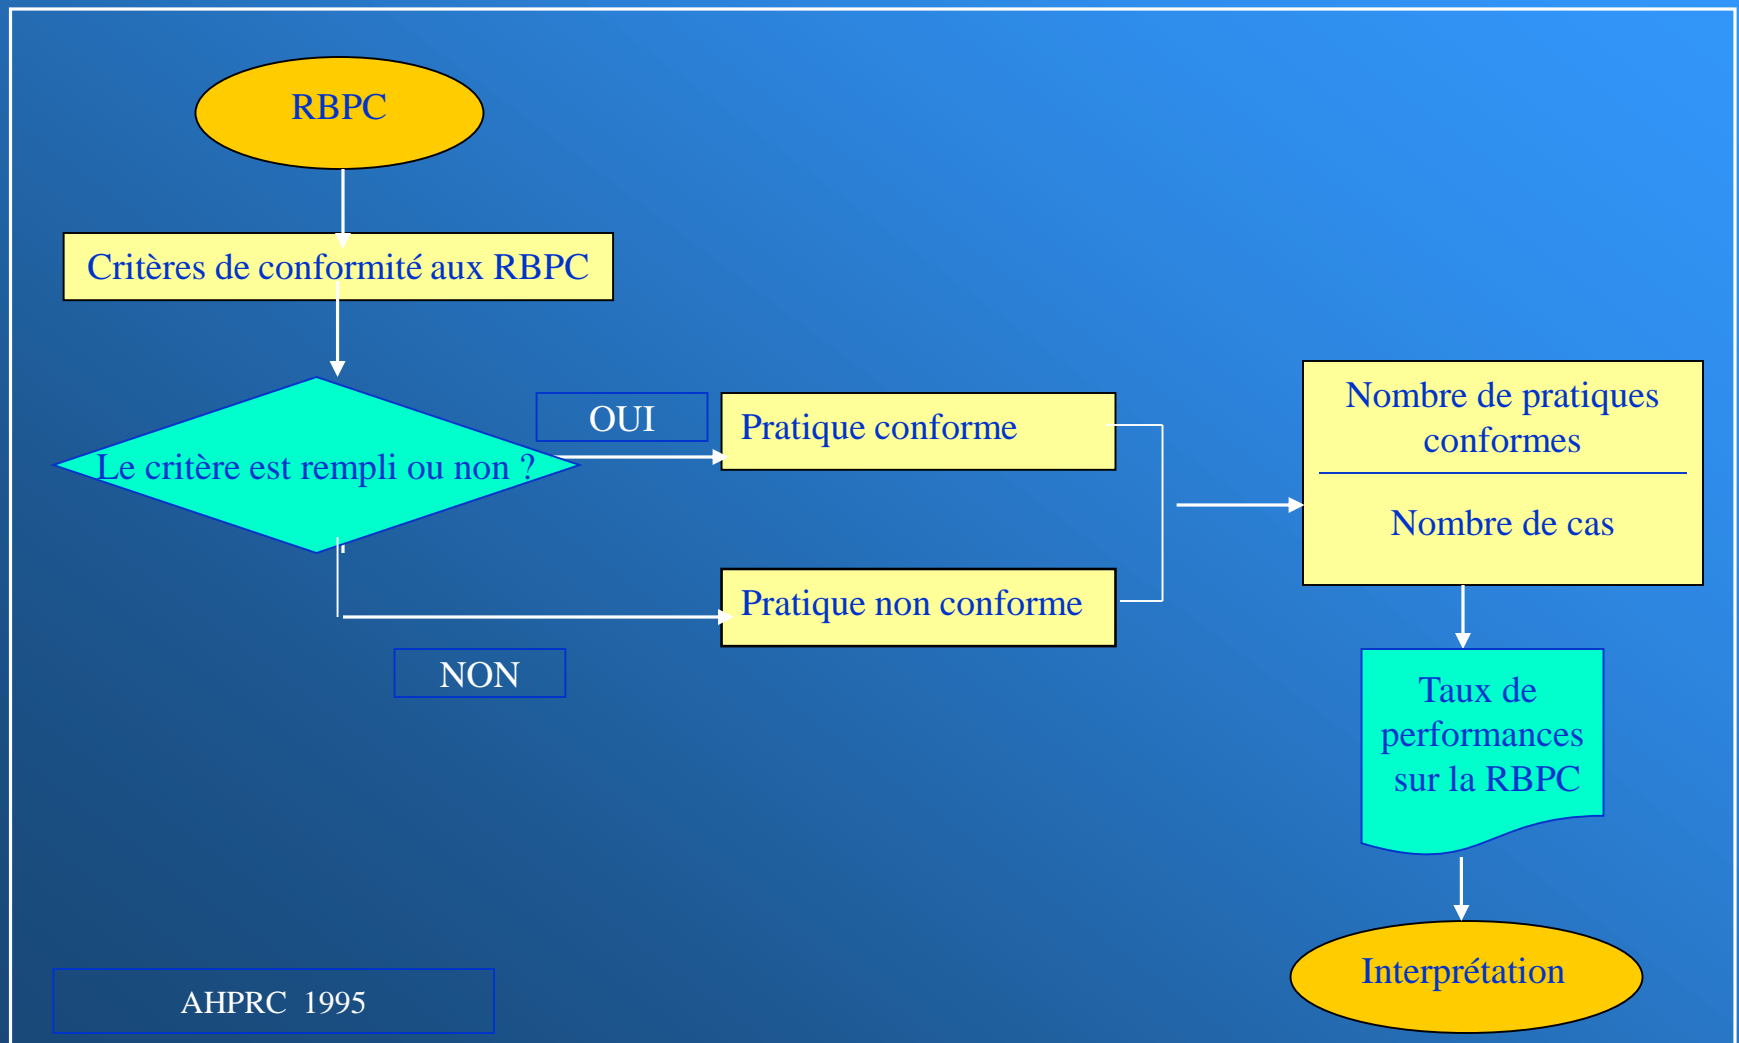 RBPC
Critères de conformité aux RBPC
Le critère est rempli ou non ?
OUI
Pratique conforme
NON
Pratique non conforme
Nombre de pratiques
conformes
Nombre de cas
Taux de
performances
sur la RBPC
Interprétation
AHPRC 1995